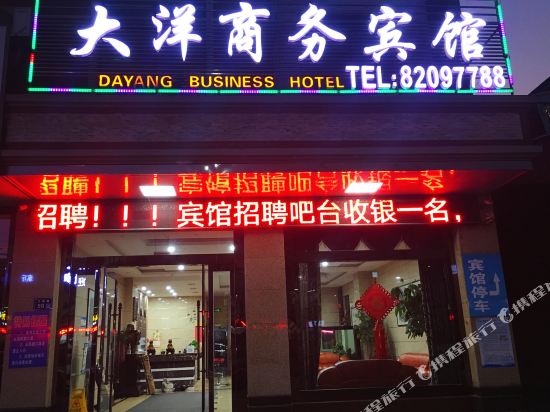 大洋商务宾馆
DAYANG BUSINESS HOTEL TEL:82097788
招聘！！！宾馆招聘吧台收银一名，
宾馆停车
携程旅行